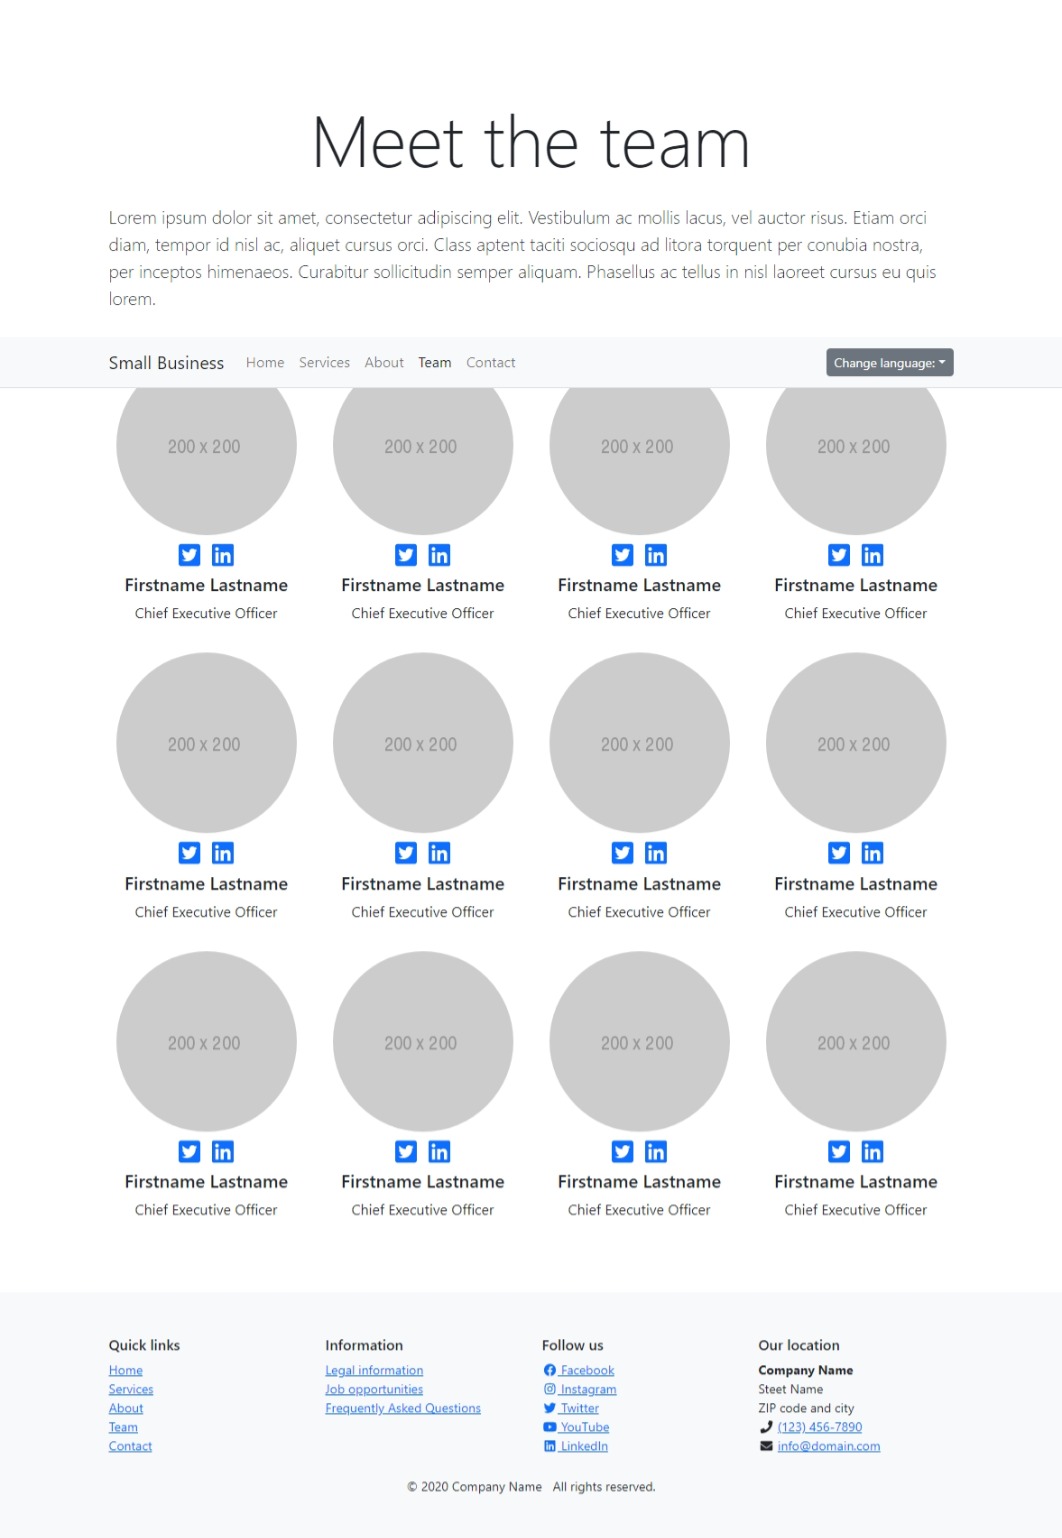 Meet the team
Lorem ipsum dolor sit amet, consectetur adipiscing elit. Vestibulum ac mollis lacus, vel auctor risus. Etiam orci
diam, tempor id nisl ac, aliquet cursus orci. Class aptent taciti sociosqu ad litora torquent per conubia nostra,
per inceptos himenaeos. Curabitur sollicitudin semper aliquam. Phasellus ac tellus in nisl laoreet cursus eu quis
lorem.
Small Business Home Services About Team Contact Change language:
200 x 200 200 x 200 200 x 200 200 x 200
Firstname Lastname Firstname Lastname Firstname Lastname Firstname Lastname
Chief Executive Officer Chief Executive Officer Chief Executive Officer Chief Executive Officer
200 x 200 200 x 200 200 x 200 200 x 200
Firstname Lastname Firstname Lastname Firstname Lastname Firstname Lastname
Chief Executive Officer Chief Executive Officer Chief Executive Officer Chief Executive Officer
200 x 200 200 x 200 200 x 200 200 x 200
Firstname Lastname Firstname Lastname Firstname Lastname Firstname Lastname
Chief Executive Officer Chief Executive Officer Chief Executive Officer Chief Executive Officer
Quick links
Home
Services
About
Team
Contact
Information
Legal information
Job opportunities
Frequently Asked Questions
Follow us
Facebook
Instagram
Twitter
YouTube
LinkedIn
Our location
Company Name
Steet Name
ZIP code and city
(123) 456-7890
info@domain.com
© 2020 Company Name All rights reserved.